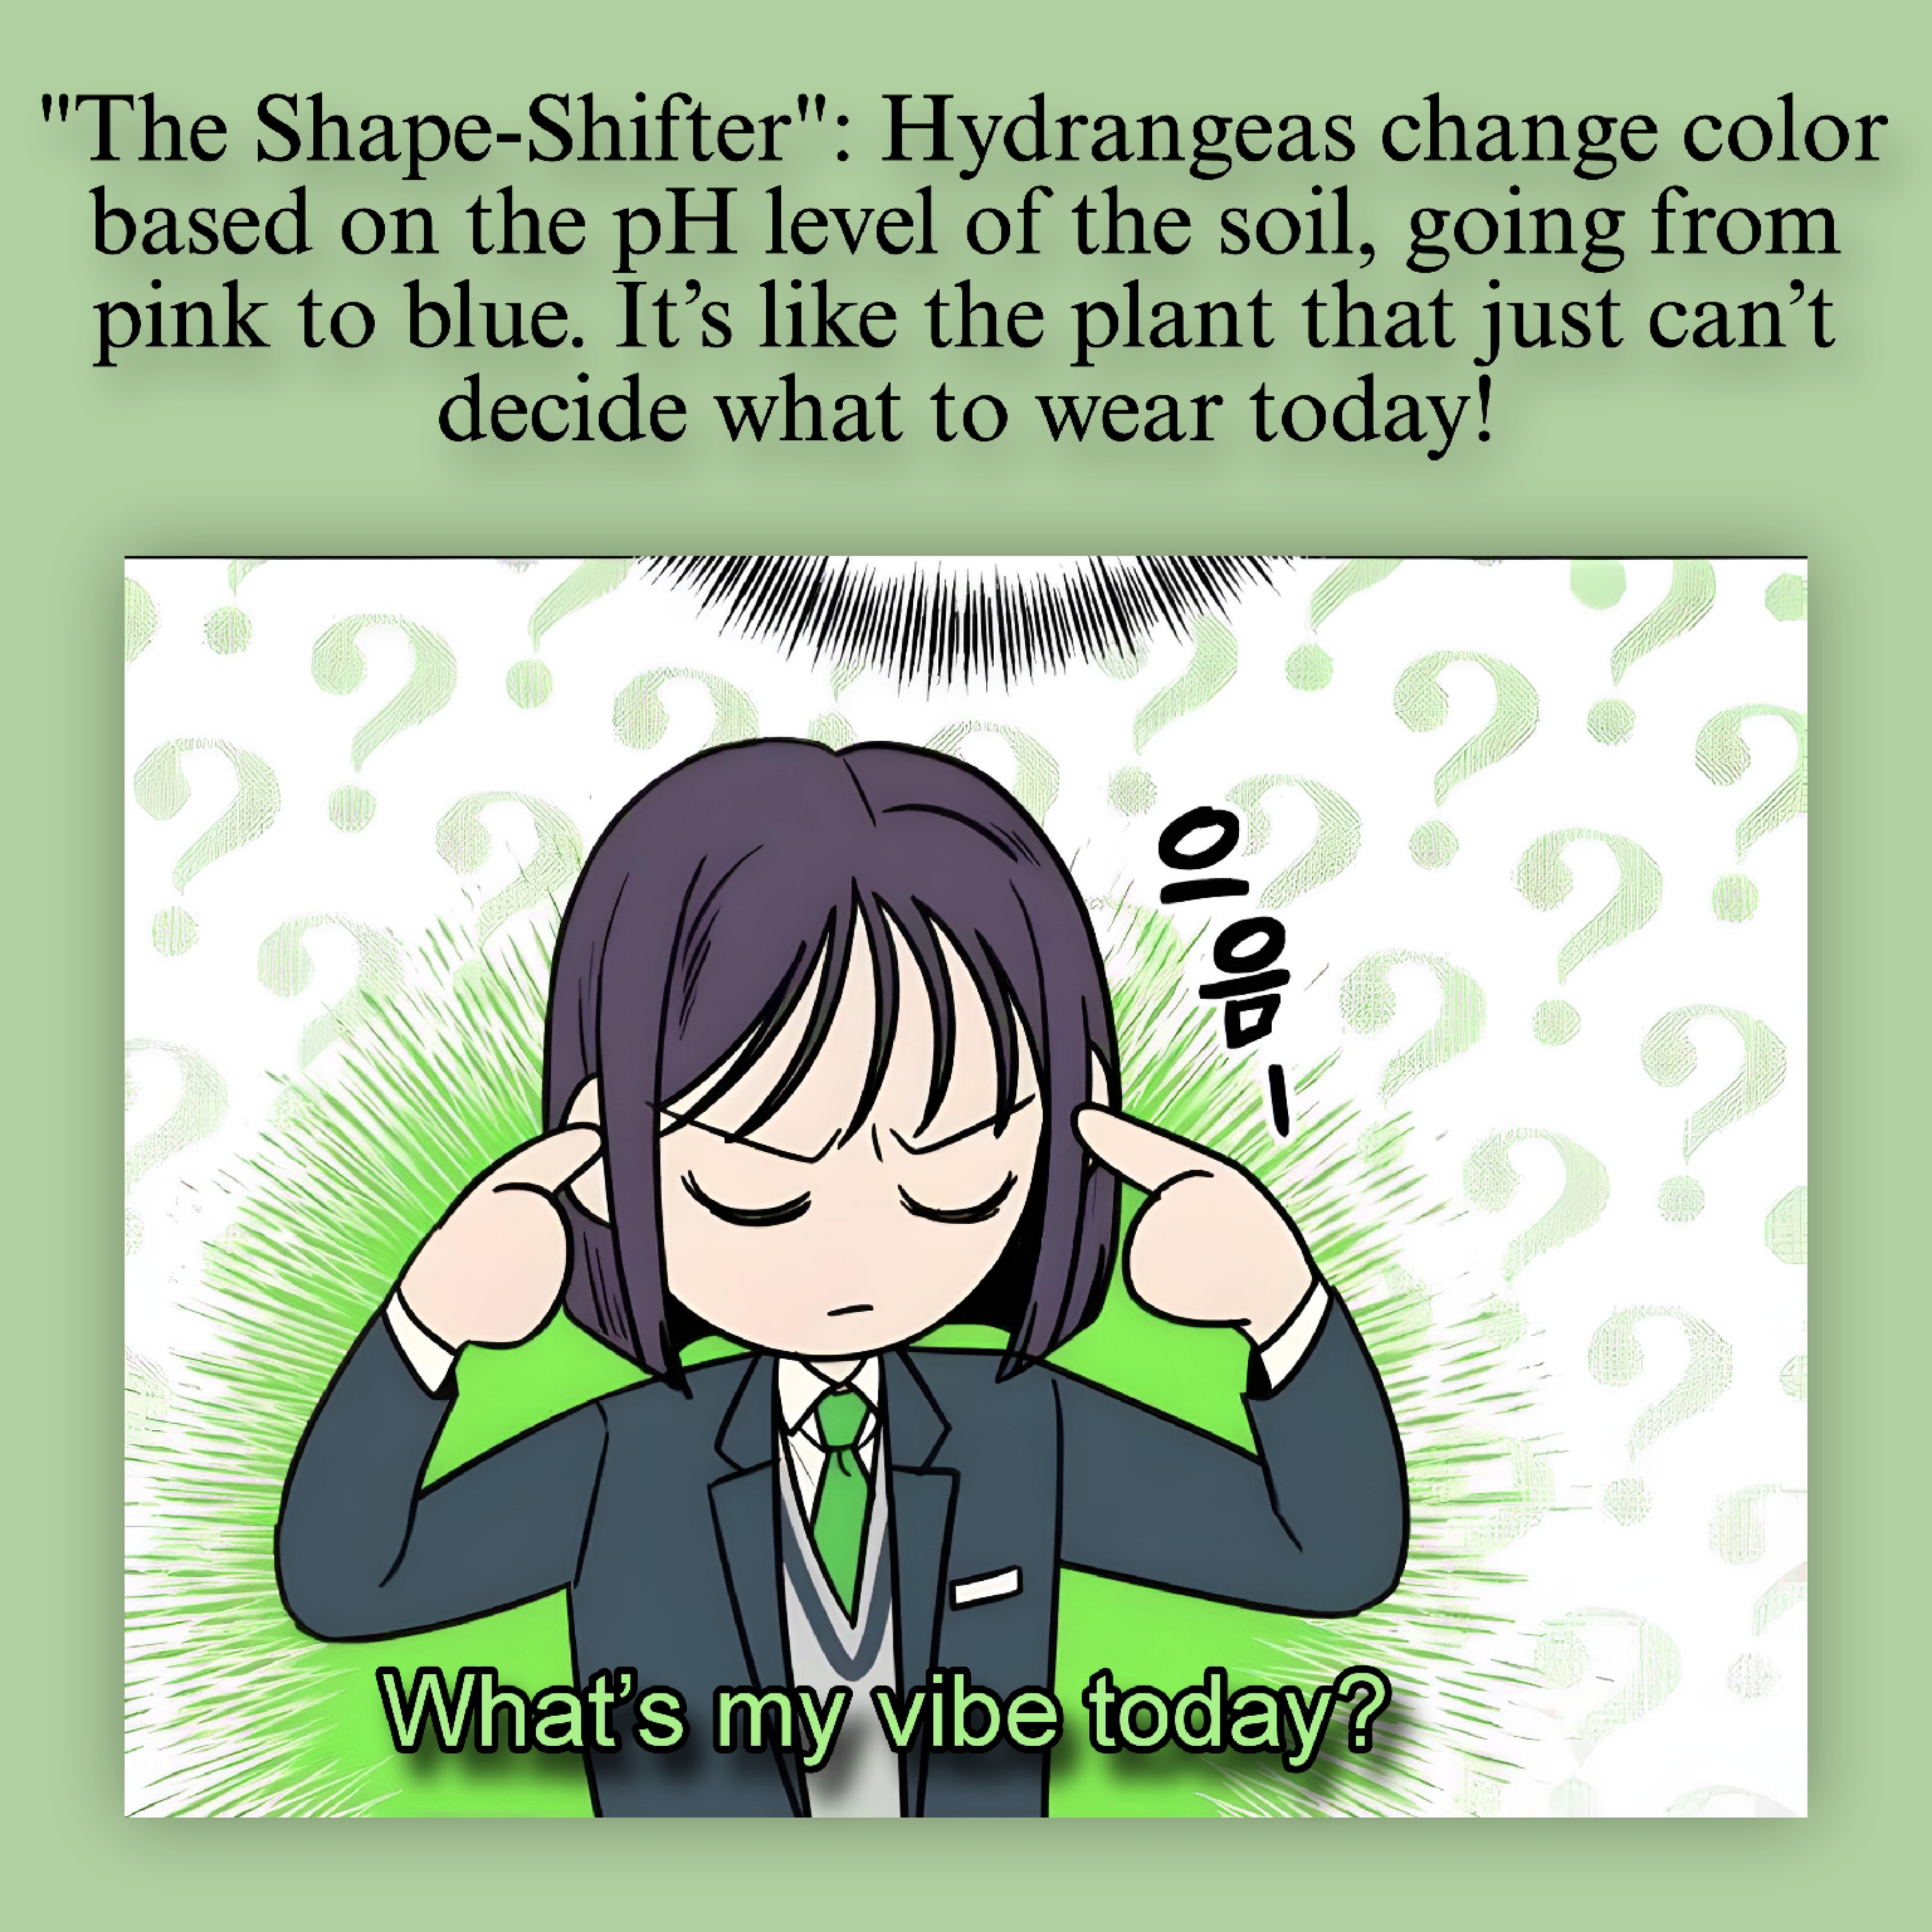 "The Shape-Shifter": Hydrangeas change color
based on the pH level of the soil, going from
pink to blue. It’s like the plant that just can’t
decide what to wear today!
으음-
What’s my vibe today?